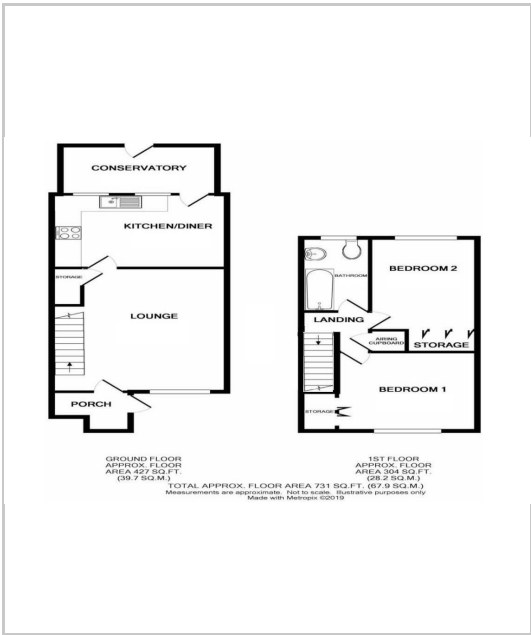 CONSERVATORY
KITCHEN/DINER
STORAGE
LOUNGE
PORCH
BATHROOM
BEDROOM 2
LANDING
AIRING
CUPBOARD
STORAGE
BEDROOM 1
STORAGE
GROUND FLOOR
APPROX. FLOOR
AREA 427 SQ.FT.
(39.7 SQ.M.)
1ST FLOOR
APPROX. FLOOR
AREA 304 SQ.FT.
(28.2 SQ.M.)
TOTAL APPROX. FLOOR AREA 731 SQ.FT. (67.9 SQ.M.)
Measurements are approximate. Not to scale. Illustrative purposes only
Made with Metropix ©2019